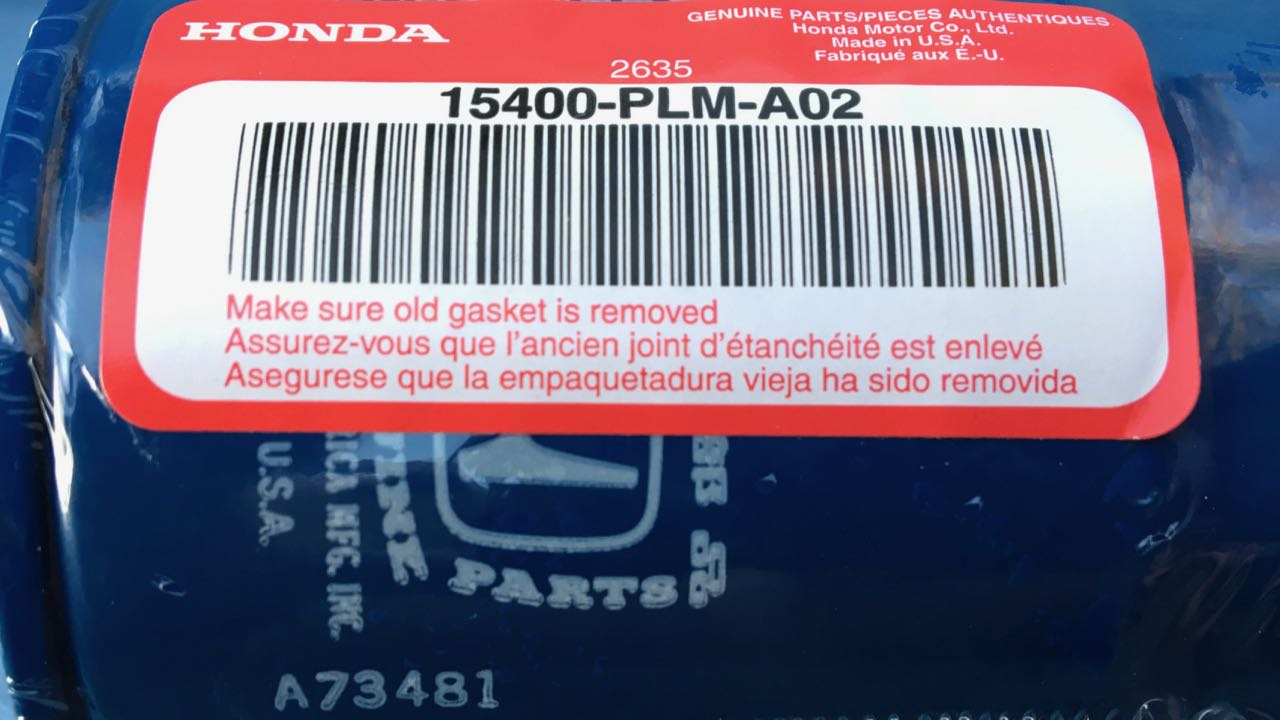 HONDA
GENUINE PARTS/PIECES AUTHENTIQUES
Honda Motor Co., Ltd.
Made in U.S.A.
Fabriqué aux É.-U.
2635
15400-PLM-A02
Make sure old gasket is removed
Assurez-vous que l'ancien joint d'étanchéité est enlevé
Asegurese que la empaquetadura vieja ha sido removida
U.S.A.
MFG. INC.
PARTS
A73481